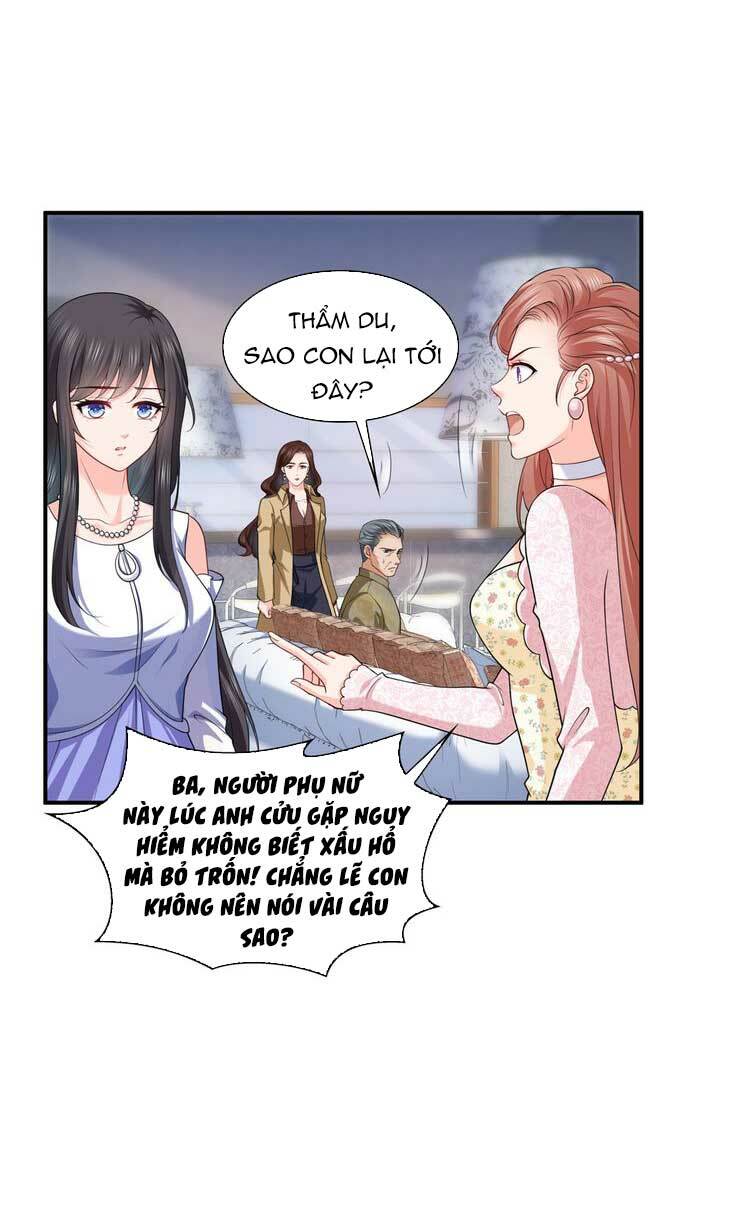 THẨM DU,
SAO CON LẠI TỚI
ĐÂY?
BA, NGƯỜI PHỤ NỮ
NÀY LÚC ANH CỬU GẶP NGUY
HIỂM KHÔNG BIẾT XẤU HỔ
MÀ BỎ TRỐN! CHẲNG LẼ CON
KHÔNG NÊN NÓI VÀI CÂU
SAO?